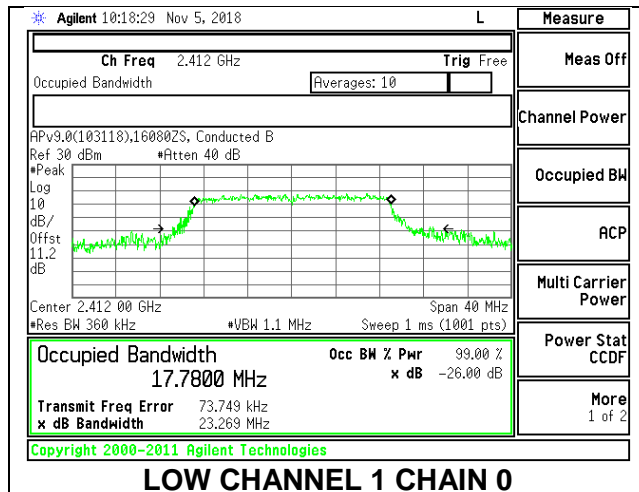 Agilent 10:18:29 Nov 5, 2018 L
Measure
Ch Freq 2.412 GHz Trig Free
Meas Off
Occupied Bandwidth Averages: 10
Channel Power
APv9.0(103118),16080ZS, Conducted B
Ref 30 dBm #Atten 40 dB
#Peak
Log
10
dB/
Offst
11.2
dB
Occupied BW
ACP
Multi Carrier
Power
Center 2.412 00 GHz Span 40 MHz
#Res BW 360 kHz #VBW 1.1 MHz Sweep 1 ms (1001 pts)
Power Stat
CCDF
Occupied Bandwidth Occ BW % Pwr 99.00 %
17.7800 MHz x dB -26.00 dB
Transmit Freq Error 73.749 kHz
x dB Bandwidth 23.269 MHz
More
1 of 2
Copyright 2000-2011 Agilent Technologies
LOW CHANNEL 1 CHAIN 0